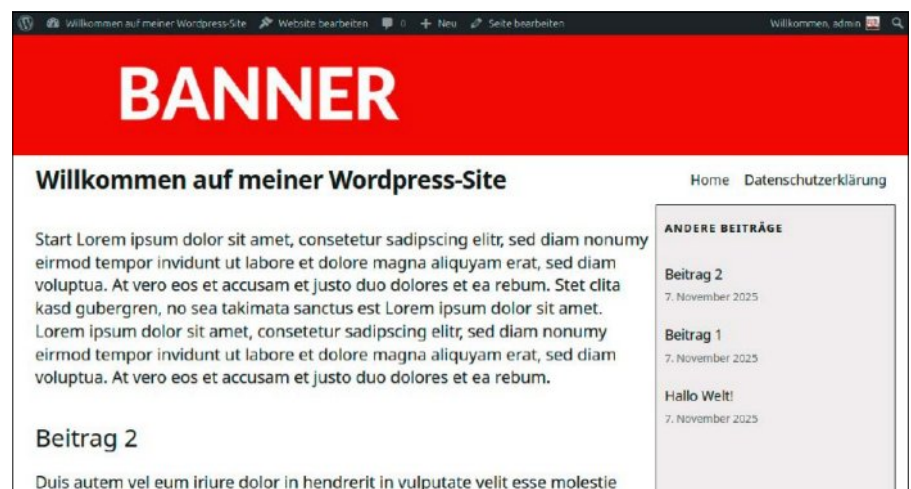 Willkommen auf meiner Wordpress-Site Website bearbeiten 0 Neu Seite bearbeiten Willkommen, admin
BANNER
Willkommen auf meiner Wordpress-Site
Home Datenschutzerklärung
Start Lorem ipsum dolor sit amet, consetetur sadipscing elitr, sed diam nonumy
eirmod tempor invidunt ut labore et dolore magna aliquyam erat, sed diam
voluptua. At vero eos et accusam et justo duo dolores et ea rebum. Stet clita
kasd gubergren, no sea takimata sanctus est Lorem ipsum dolor sit amet.
Lorem ipsum dolor sit amet, consetetur sadipscing elitr, sed diam nonumy
eirmod tempor invidunt ut labore et dolore magna aliquyam erat, sed diam
voluptua. At vero eos et accusam et justo duo dolores et ea rebum.
Beitrag 2
Duis autem vel eum iriure dolor in hendrerit in vulputate velit esse molestie
ANDERE BEITRÄGE
Beitrag 2
7. November 2025
Beitrag 1
7. November 2025
Hallo Welt!
7. November 2025